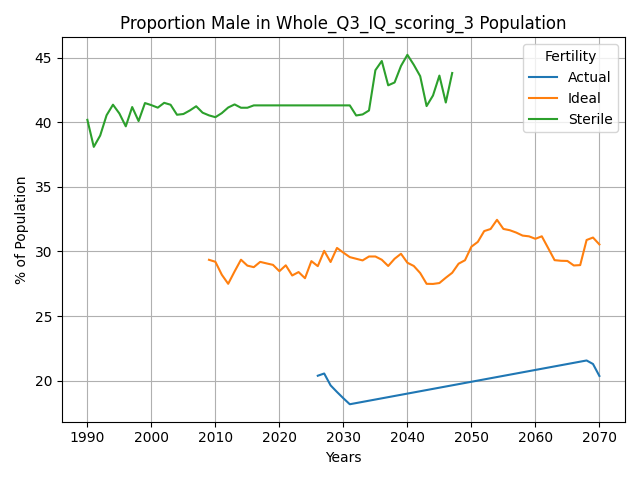 Proportion Male in Whole_Q3_IQ_scoring_3 Population
% of Population
45
40
35
30
25
20
Fertility
Actual
Ideal
Sterile
1990 2000 2010 2020 2030 2040 2050 2060 2070
Years